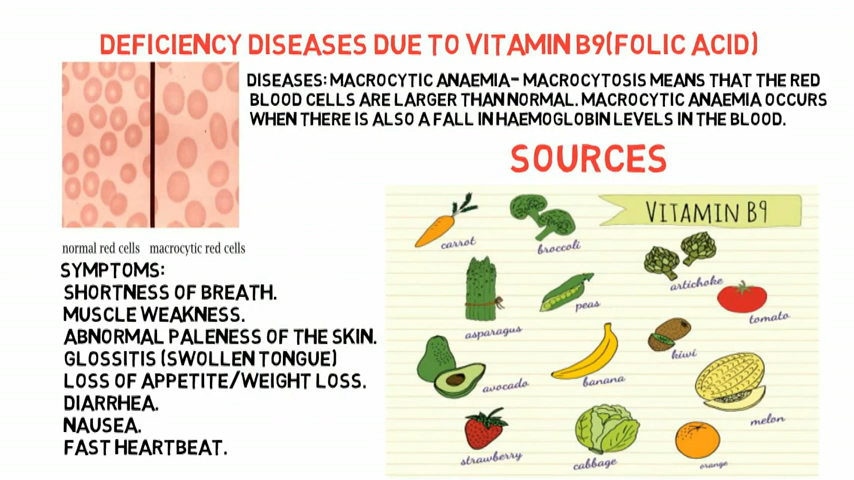 DEFICIENCY DISEASES DUE TO VITAMIN B9(FOLIC ACID)
DISEASES: MACROCYTIC ANAEMIA- MACROCYTOSIS MEANS THAT THE RED
BLOOD CELLS ARE LARGER THAN NORMAL. MACROCYTIC ANAEMIA OCCURS
WHEN THERE IS ALSO A FALL IN HAEMOGLOBIN LEVELS IN THE BLOOD.
normal red cells macrocytic red cells
SYMPTOMS:
SHORTNESS OF BREATH.
MUSCLE WEAKNESS.
ABNORMAL PALENESS OF THE SKIN.
GLOSSITIS (SWOLLEN TONGUE)
LOSS OF APPETITE/WEIGHT LOSS.
DIARRHEA.
NAUSEA.
FAST HEARTBEAT.
SOURCES
VITAMIN B9
carrot
broccoli
artichoke
asparagus
peas
tomato
kiwi
avocado
banana
melon
strawberry
cabbage
orange